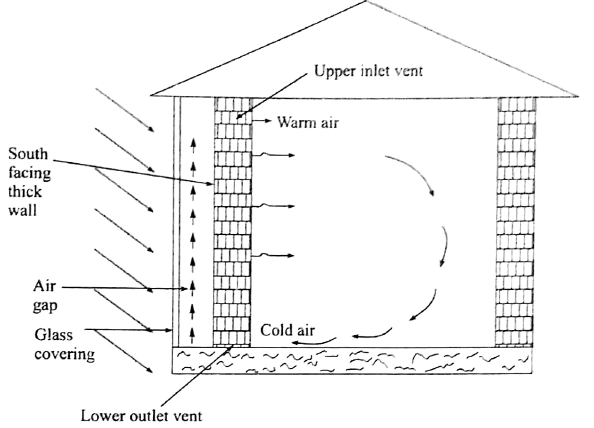 Upper inlet vent
Warm air
South
facing
thick
wall
Air
gap
Glass
covering
Cold air
Lower outlet vent